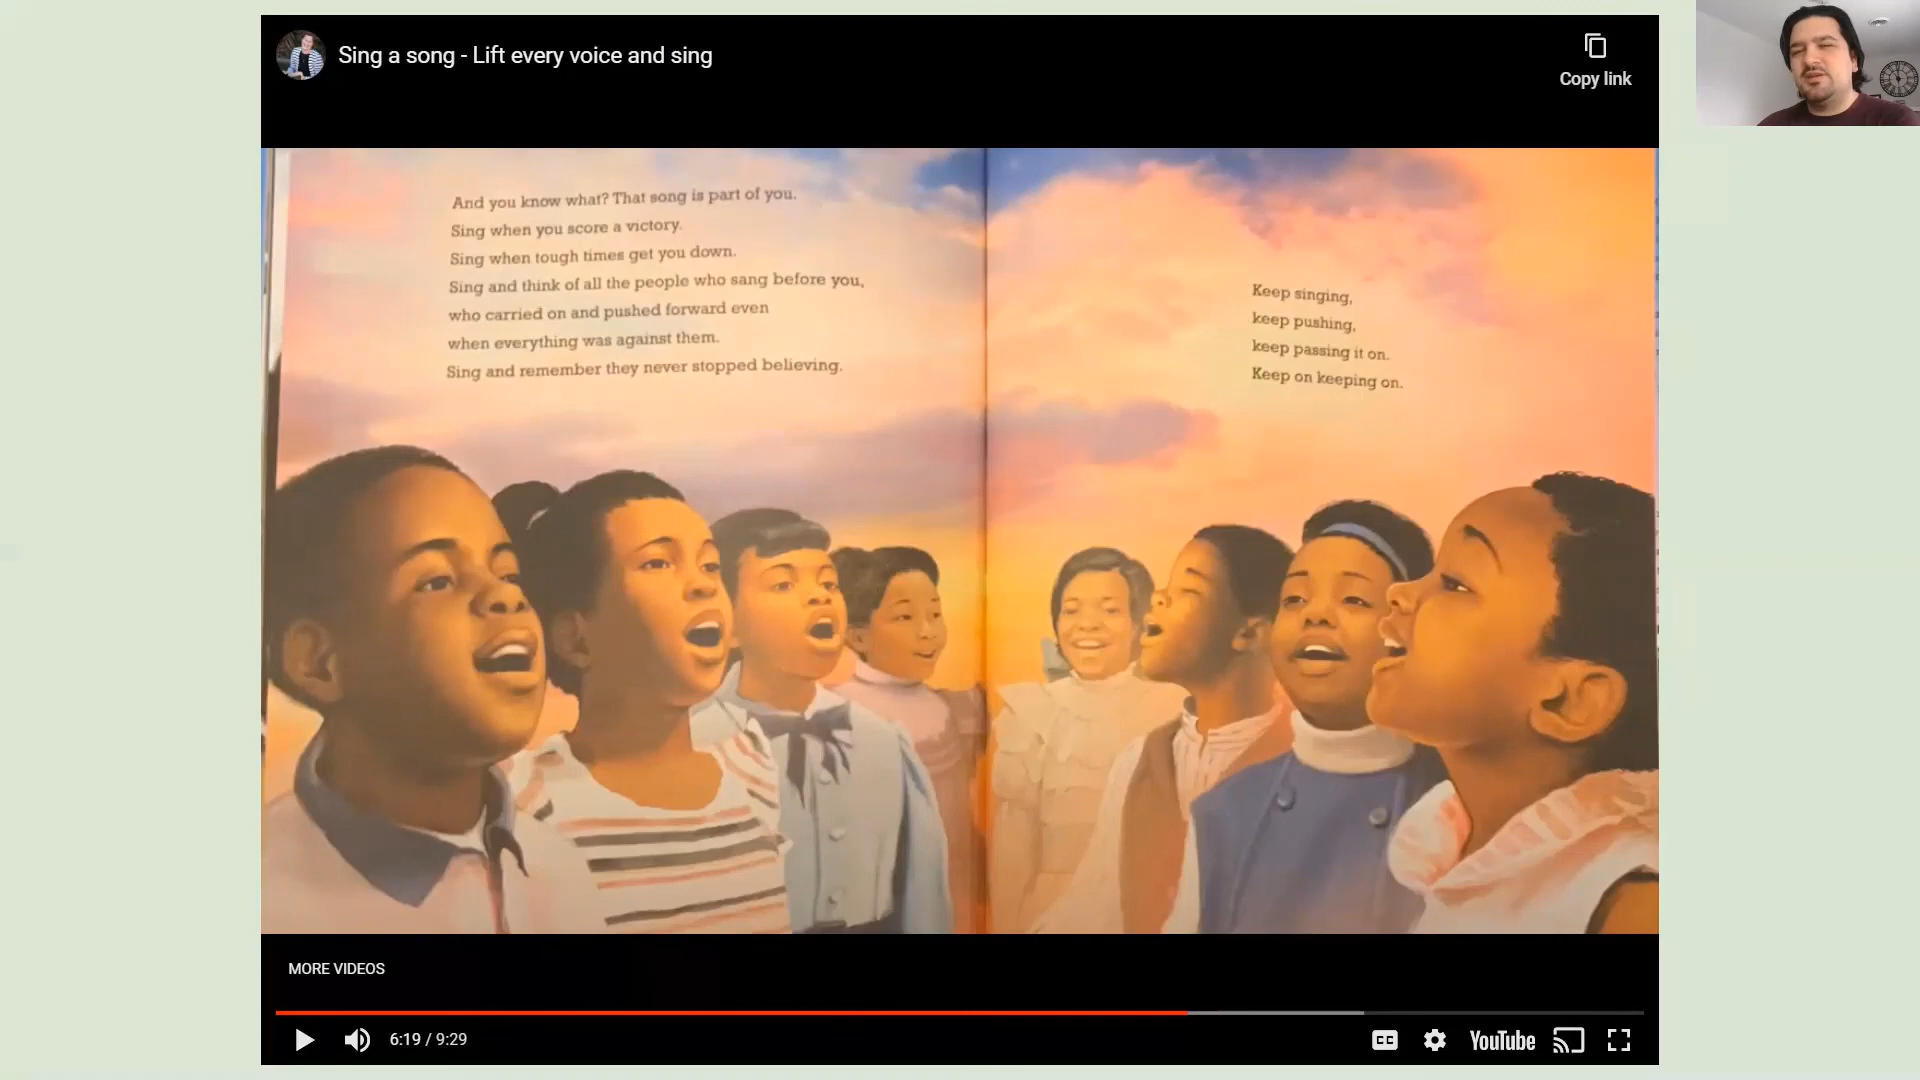 Sing a song - Lift every voice and sing
Copy link
And you know what? That song is part of you.
Sing when you score a victory.
Sing when tough times get you down.
Sing and think of all the people who sang before you,
who carried on and pushed forward even
when everything was against them.
Sing and remember they never stopped believing.
Keep singing,
keep pushing,
keep passing it on.
Keep on keeping on.
MORE VIDEOS
6:19 / 9:29
CC
YouTube